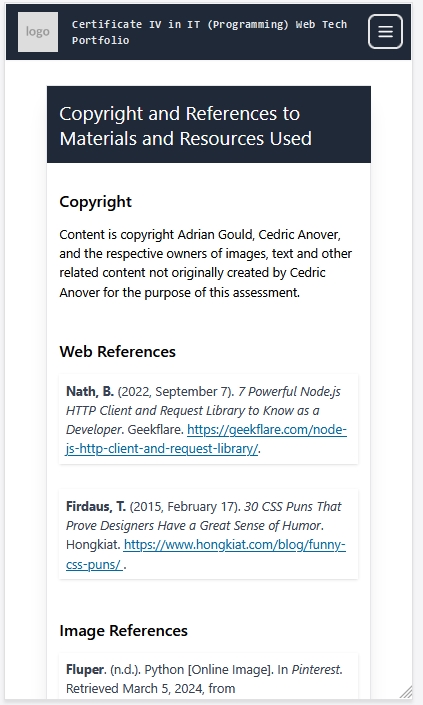 logo
Certificate IV in IT (Programming) Web Tech
Portfolio
Copyright and References to
Materials and Resources Used
Copyright
Content is copyright Adrian Gould, Cedric Anover,
and the respective owners of images, text and other
related content not originally created by Cedric
Anover for the purpose of this assessment.
Web References
Nath, B. (2022, September 7). 7 Powerful Node.js
HTTP Client and Request Library to Know as a
Developer. Geekflare. https://geekflare.com/node-
js-http-client-and-request-library/.
Firdaus, T. (2015, February 17). 30 CSS Puns That
Prove Designers Have a Great Sense of Humor.
Hongkiat. https://www.hongkiat.com/blog/funny-
css-puns/ .
Image References
Fluper. (n.d.). Python [Online Image]. In Pinterest.
Retrieved March 5, 2024, from